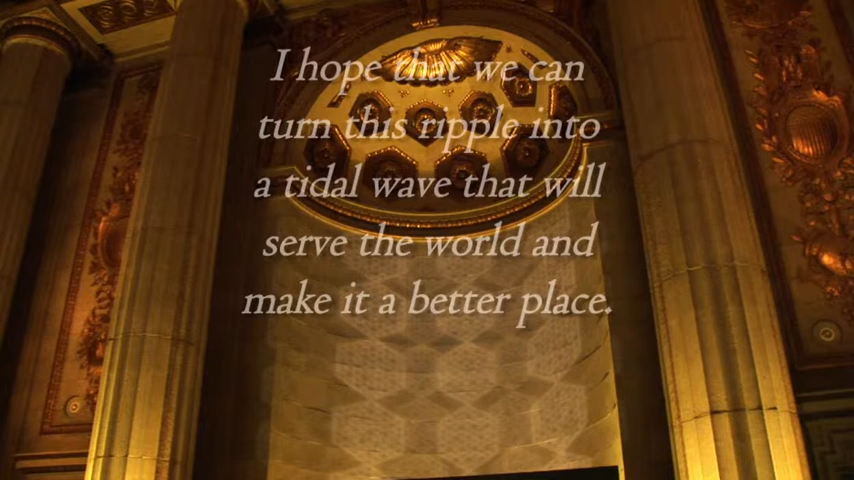 I hope that we can
turn this ripple into
a tidal wave that will
serve the world and
make it a better place.